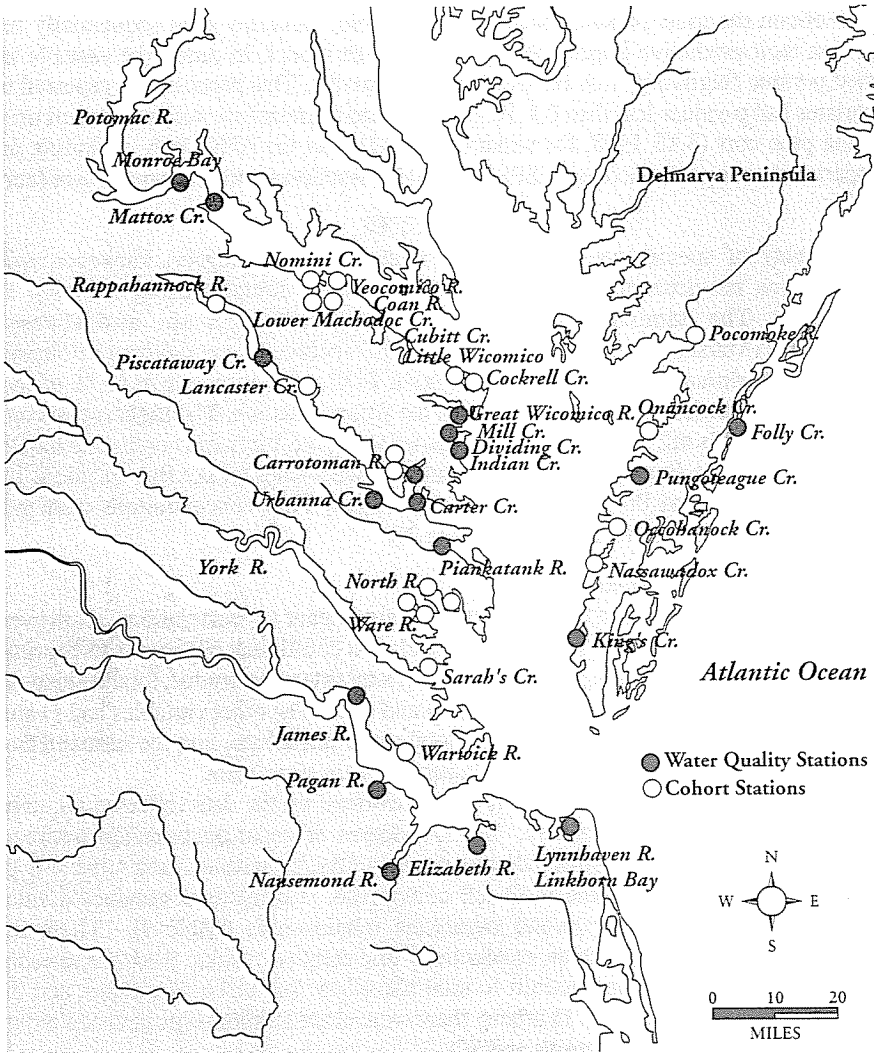 Potomac R.
Monroe Bay
Delmarva Peninsula
Mattox Cr.
Nomini Cr.
Rappahannock R.
Yeocomico R.
Coan R.
Lower Machodoc Cr.
Cubitt Cr.
Pocomoke R.
Piscataway Cr.
Little Wicomico
Lancaster Cr.
Cockrell Cr.
Great Wicomico R.
Onancock Cr.
Mill Cr.
Folly Cr.
Dividing Cr.
Carrotoman R.
Indian Cr.
Pungoteague Cr.
Urbanna Cr.
Carter Cr.
Occohanock Cr.
York R.
Piankatank R.
Nassawadox Cr.
North R.
Ware R.
King's Cr.
Sarah's Cr.
Atlantic Ocean
James R.
Warwick R.
Water Quality Stations
Pagan R.
Cohort Stations
Lynnhaven R.
Nansemond R.
Elizabeth R.
Linkhorn Bay
N
W E
S
0 10 20
MILES